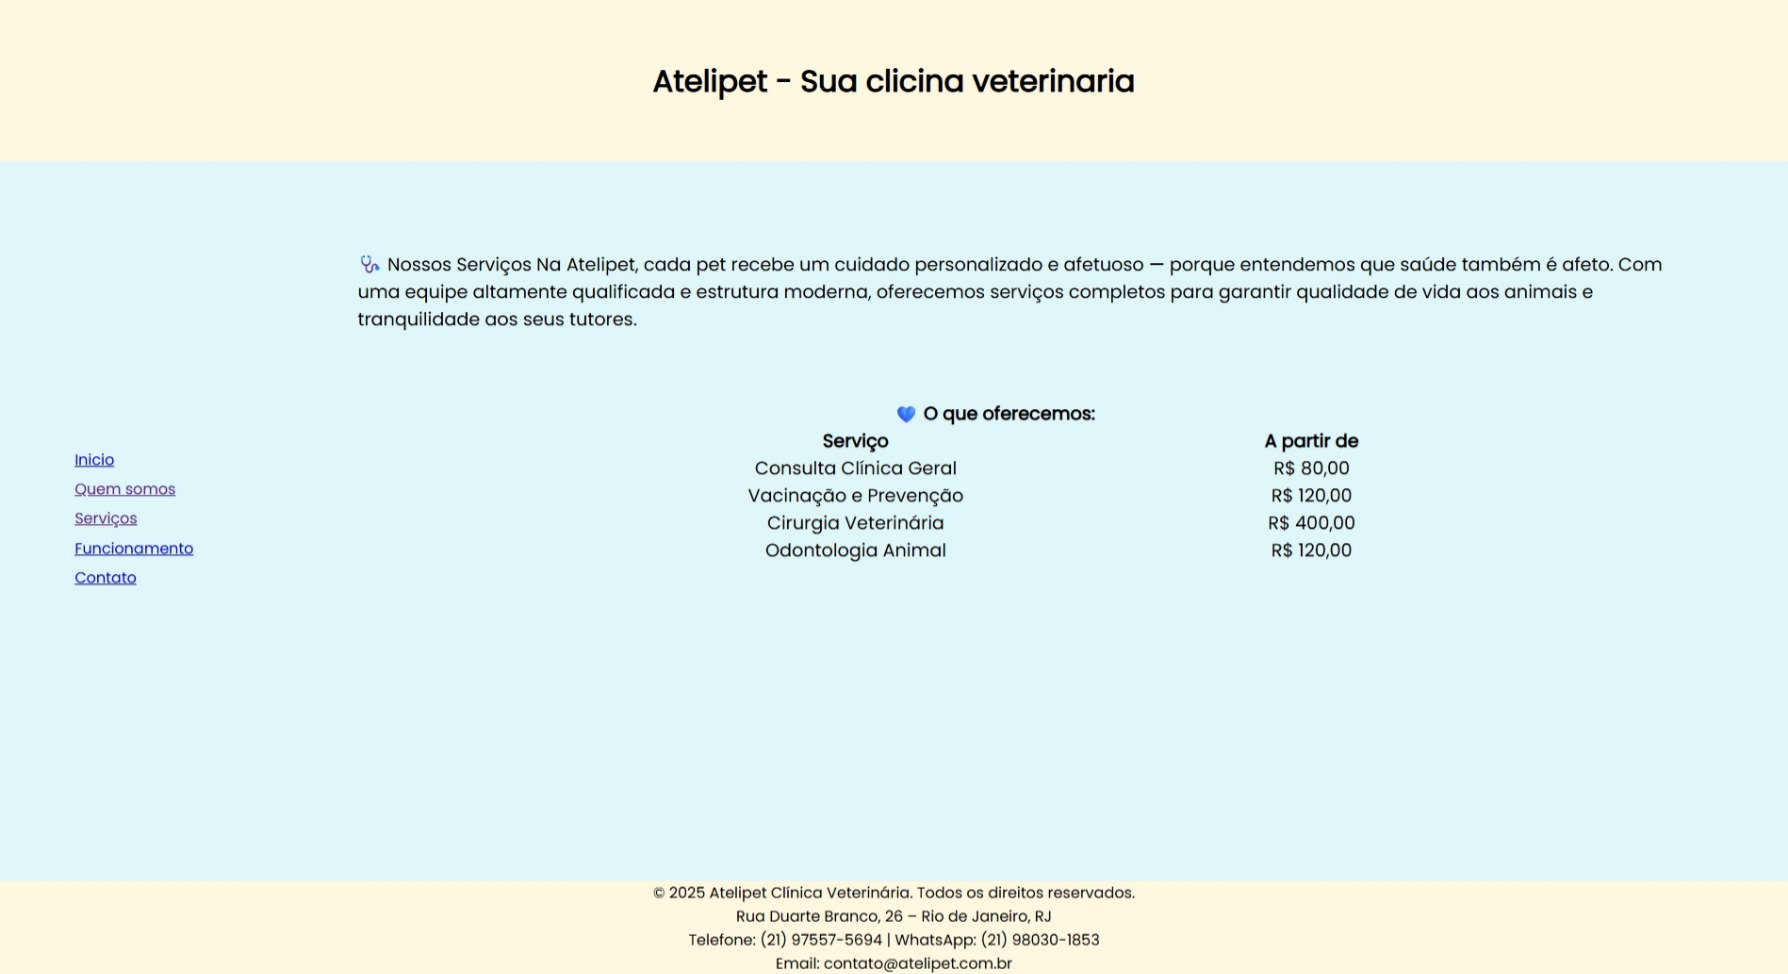 Atelipet - Sua clicina veterinaria
🩺 Nossos Serviços Na Atelipet, cada pet recebe um cuidado personalizado e afetuoso — porque entendemos que saúde também é afeto. Com
uma equipe altamente qualificada e estrutura moderna, oferecemos serviços completos para garantir qualidade de vida aos animais e
tranquilidade aos seus tutores.
Inicio
Quem somos
Serviços
Funcionamento
Contato
💙 O que oferecemos:
Serviço A partir de
Consulta Clínica Geral R$ 80,00
Vacinação e Prevenção R$ 120,00
Cirurgia Veterinária R$ 400,00
Odontologia Animal R$ 120,00
© 2025 Atelipet Clínica Veterinária. Todos os direitos reservados.
Rua Duarte Branco, 26 – Rio de Janeiro, RJ
Telefone: (21) 97557-5694 | WhatsApp: (21) 98030-1853
Email: contato@atelipet.com.br